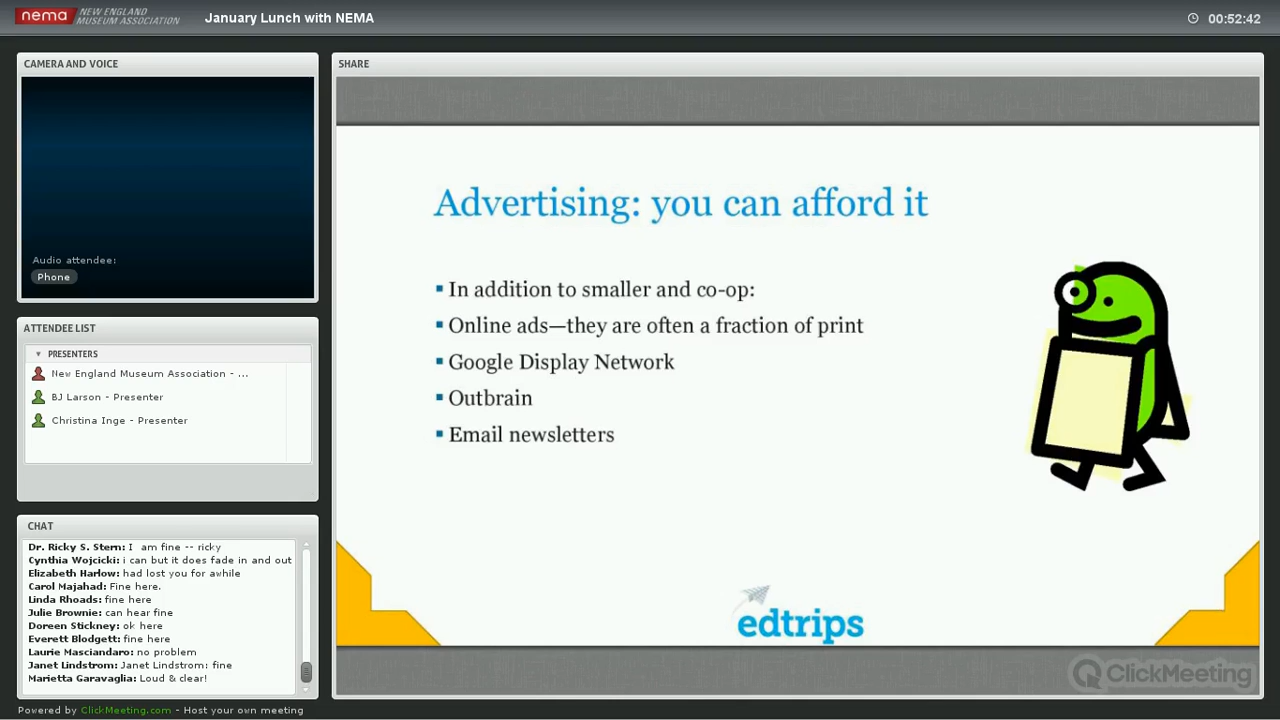 nema NEW ENGLAND
MUSEUM ASSOCIATION
January Lunch with NEMA
00:52:42
CAMERA AND VOICE
Audio attendee:
Phone
ATTENDEE LIST
PRESENTERS
New England Museum Association - ...
BJ Larson - Presenter
Christina Inge - Presenter
CHAT
Dr. Ricky S. Stern: I am fine -- ricky
Cynthia Wojcicki: i can but it does fade in and out
Elizabeth Harlow: had lost you for awhile
Carol Majahad: Fine here.
Linda Rhoads: fine here
Julie Brownie: can hear fine
Doreen Stickney: ok here
Everett Blodgett: fine here
Laurie Masciandaro: no problem
Janet Lindstrom: Janet Lindstrom: fine
Marietta Garavaglia: Loud & clear!
SHARE
Advertising: you can afford it
▪ In addition to smaller and co-op:
▪ Online ads—they are often a fraction of print
▪ Google Display Network
▪ Outbrain
▪ Email newsletters
edtrips
ClickMeeting
Powered by ClickMeeting.com - Host your own meeting